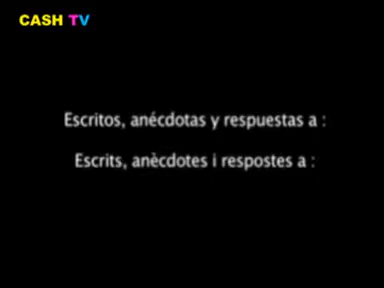 CASH TV
Escritos, anécdotas y respuestas a :
Escrits, anècdotes i respostes a :